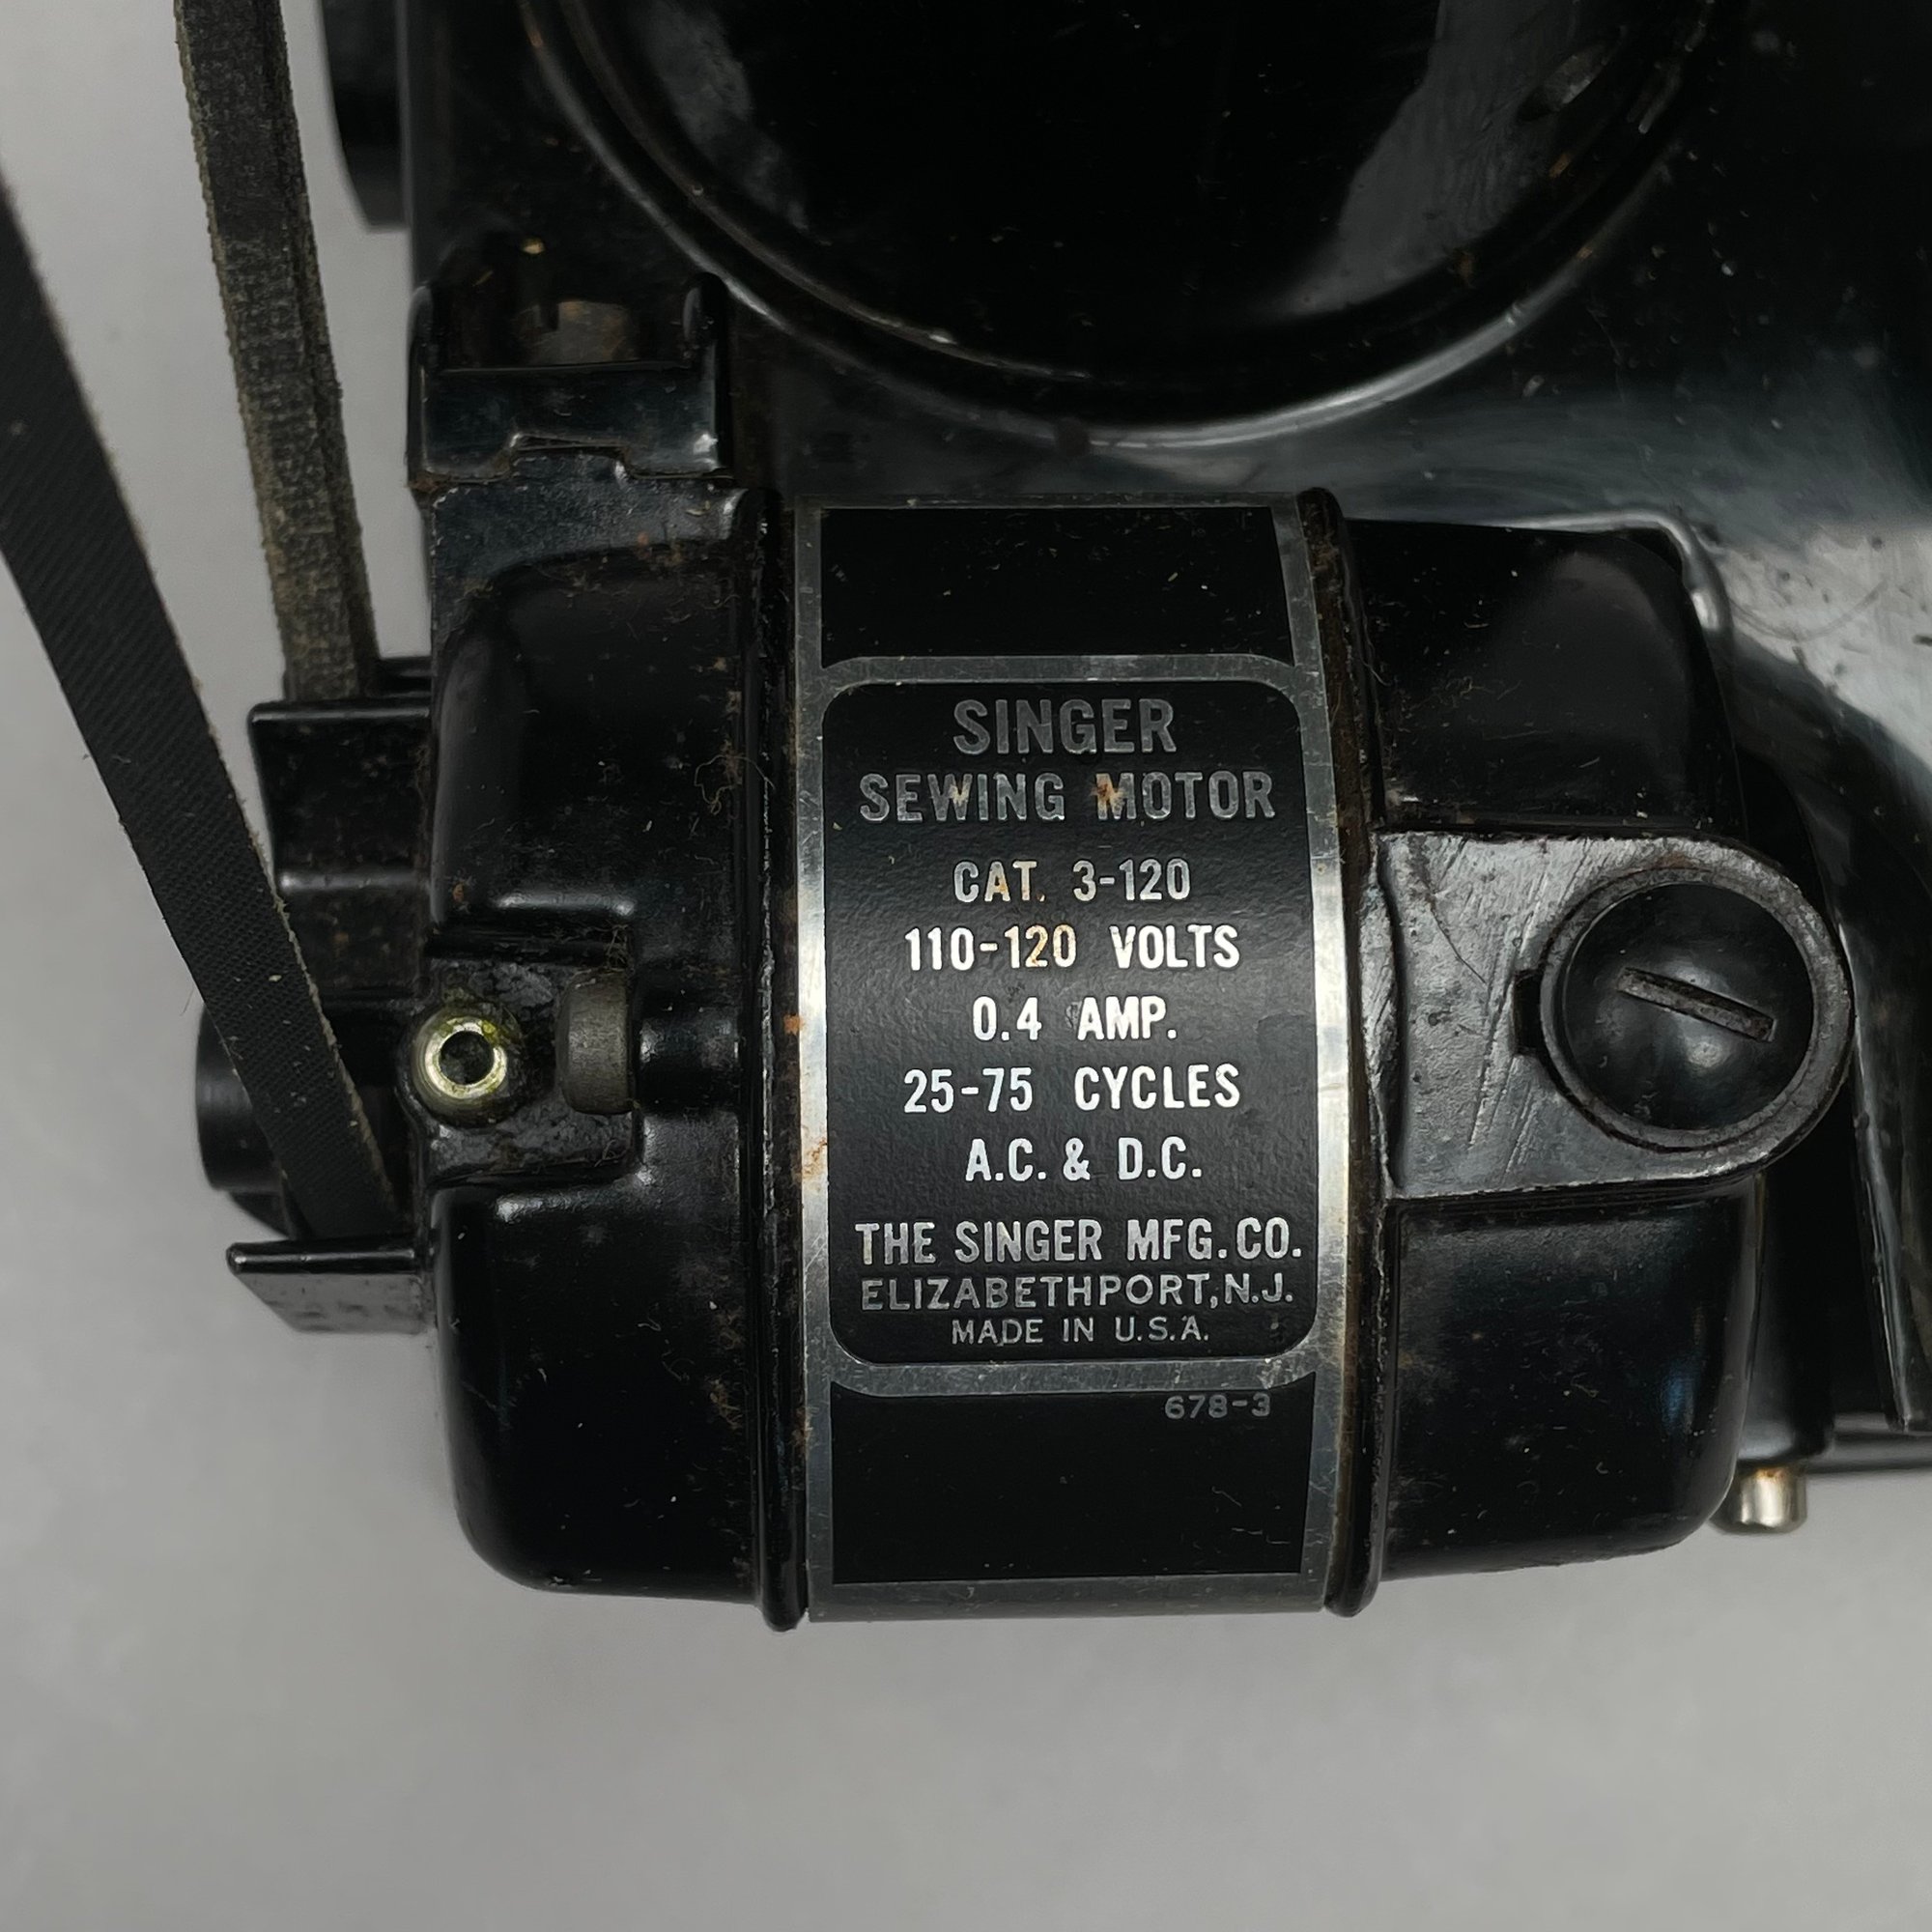 SINGER
SEWING MOTOR
CAT. 3-120
110-120 VOLTS
0.4 AMP.
25-75 CYCLES
A.C. & D.C.
THE SINGER MFG.CO.
ELIZABETHPORT,N.J.
MADE IN U.S.A.
678-3